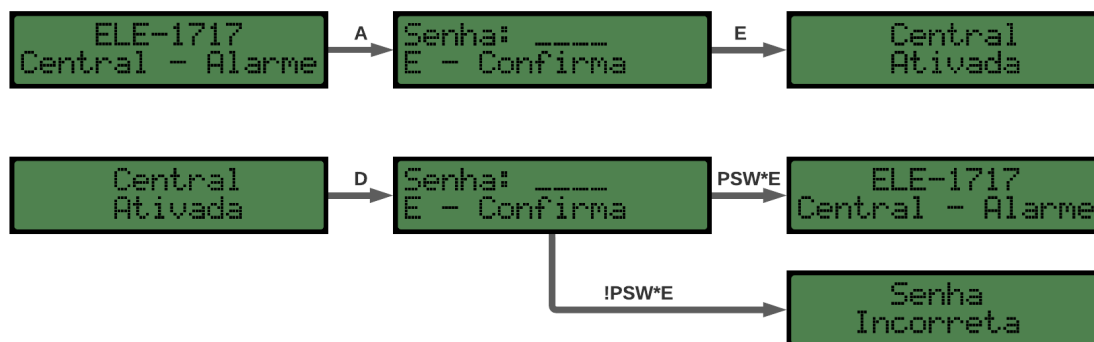 ELE-1717
Central - Alarme
A
Senha: ____
E - Confirma
E
Central
Ativada
Central
Ativada
D
Senha: ____
E - Confirma
PSW*E
ELE-1717
Central - Alarme
!PSW*E
Senha
Incorreta